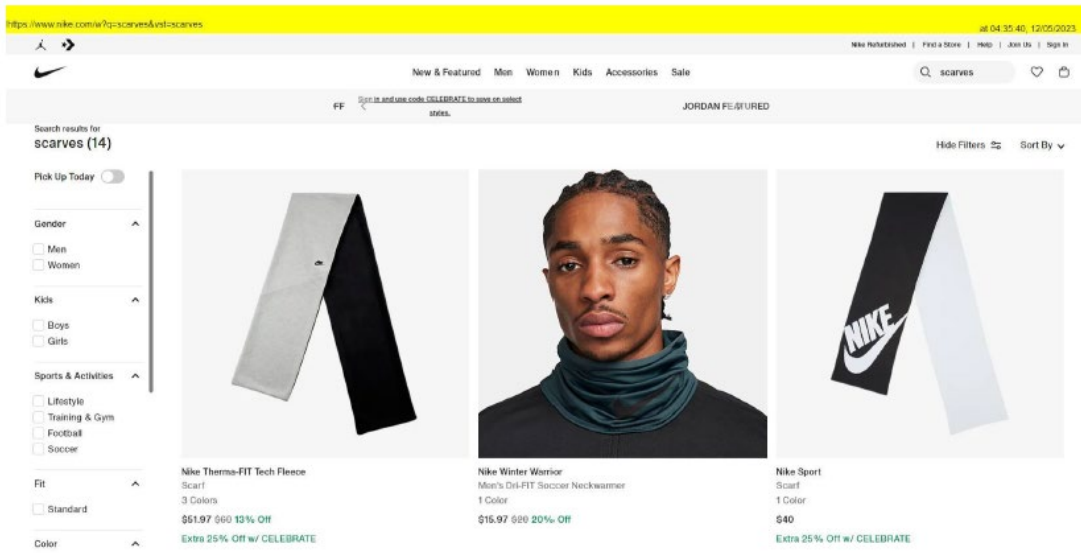 https://www.nike.com/w?q=scarves&vst=scarves
at 04:35:40, 12/05/2023
Nike Refurbished | Find a Store | Help | Join Us | Sign In
New & Featured Men Women Kids Accessories Sale
scarves
FF
Sign in and use code CELEBRATE to save on select
styles.
JORDAN FEATURED
Search results for
scarves (14)
Hide Filters
Sort By
Pick Up Today
Gender
Men
Women
Kids
Boys
Girls
Sports & Activities
Lifestyle
Training & Gym
Football
Soccer
Fit
Standard
Color
NIKE
Nike Therma-FIT Tech Fleece
Scarf
3 Colors
$51.97 $60 13% Off
Extra 25% Off w/ CELEBRATE
Nike Winter Warrior
Men's Dri-FIT Soccer Neckwarmer
1 Color
$15.97 $20 20% Off
Nike Sport
Scarf
1 Color
$40
Extra 25% Off w/ CELEBRATE